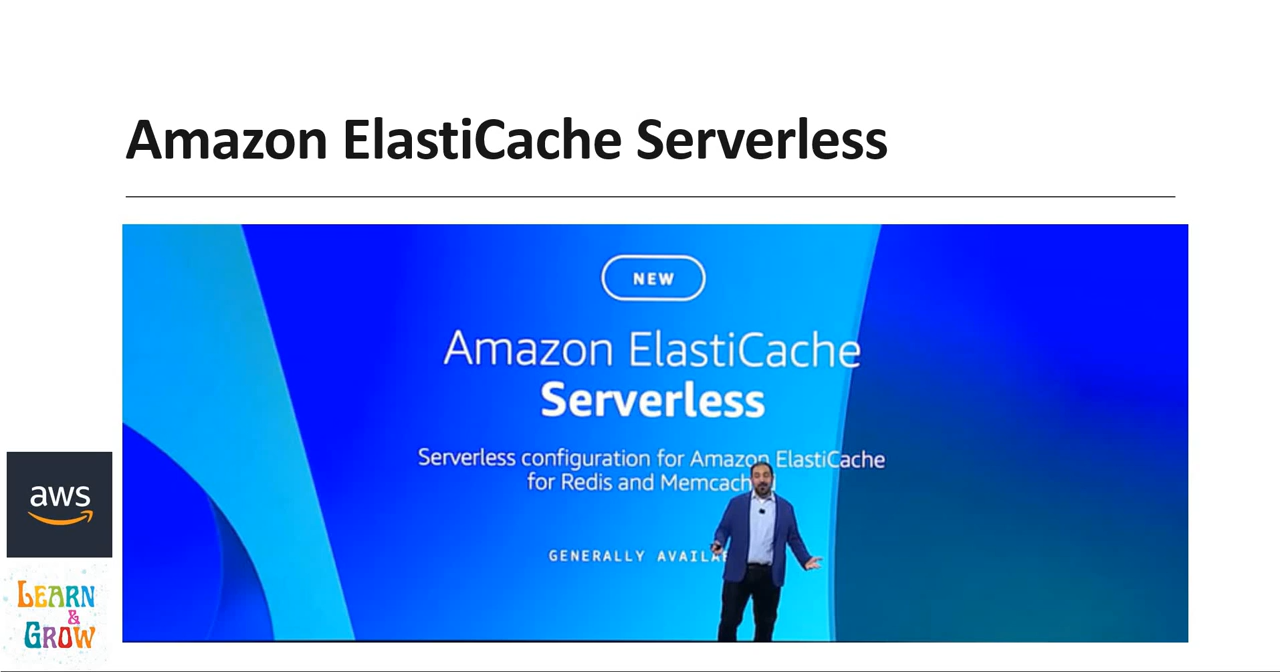 Amazon ElastiCache Serverless
NEW
Amazon ElastiCache
Serverless
Serverless configuration for Amazon ElastiCache
for Redis and
GENERALLY
aws
LEARN
&
GROW